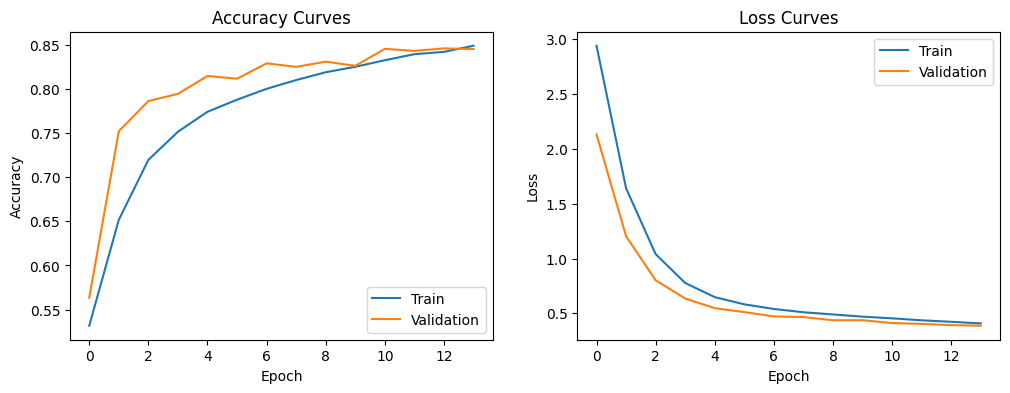 Accuracy Curves
0.85
0.80
0.75
0.70
0.65
0.60
0.55
Accuracy
Train
Validation
0 2 4 6 8 10 12
Epoch
Loss Curves
3.0
2.5
2.0
1.5
1.0
0.5
Loss
Train
Validation
0 2 4 6 8 10 12
Epoch